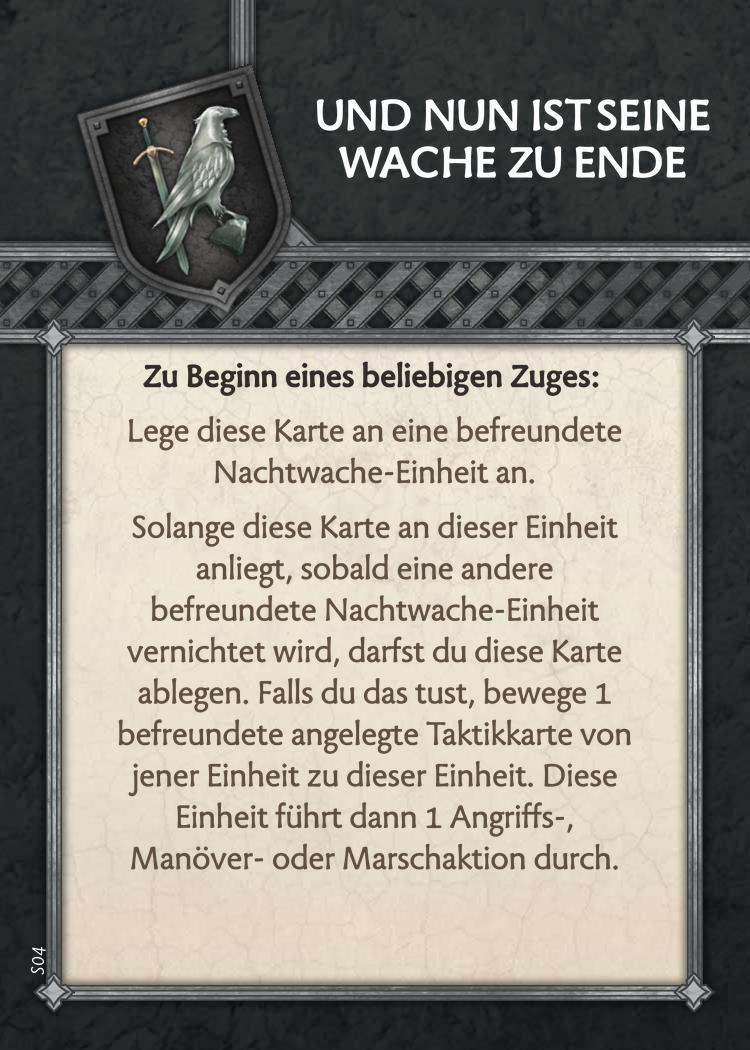 UND NUN IST SEINE
WACHE ZU ENDE
Zu Beginn eines beliebigen Zuges:
Lege diese Karte an eine befreundete
Nachtwache-Einheit an.
Solange diese Karte an dieser Einheit
anliegt, sobald eine andere
befreundete Nachtwache-Einheit
vernichtet wird, darfst du diese Karte
ablegen. Falls du das tust, bewege 1
befreundete angelegte Taktikkarte von
jener Einheit zu dieser Einheit. Diese
Einheit führt dann 1 Angriffs-,
Manöver- oder Marschaktion durch.
S04